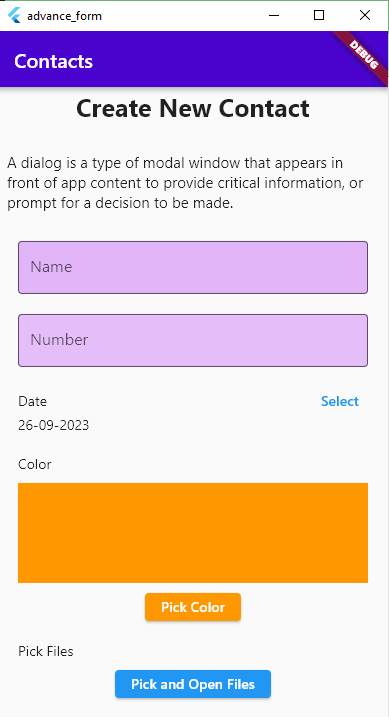 advance_form
Contacts
DEBUG
Create New Contact
A dialog is a type of modal window that appears in
front of app content to provide critical information, or
prompt for a decision to be made.
Name
Number
Date
Select
26-09-2023
Color
Pick Color
Pick Files
Pick and Open Files